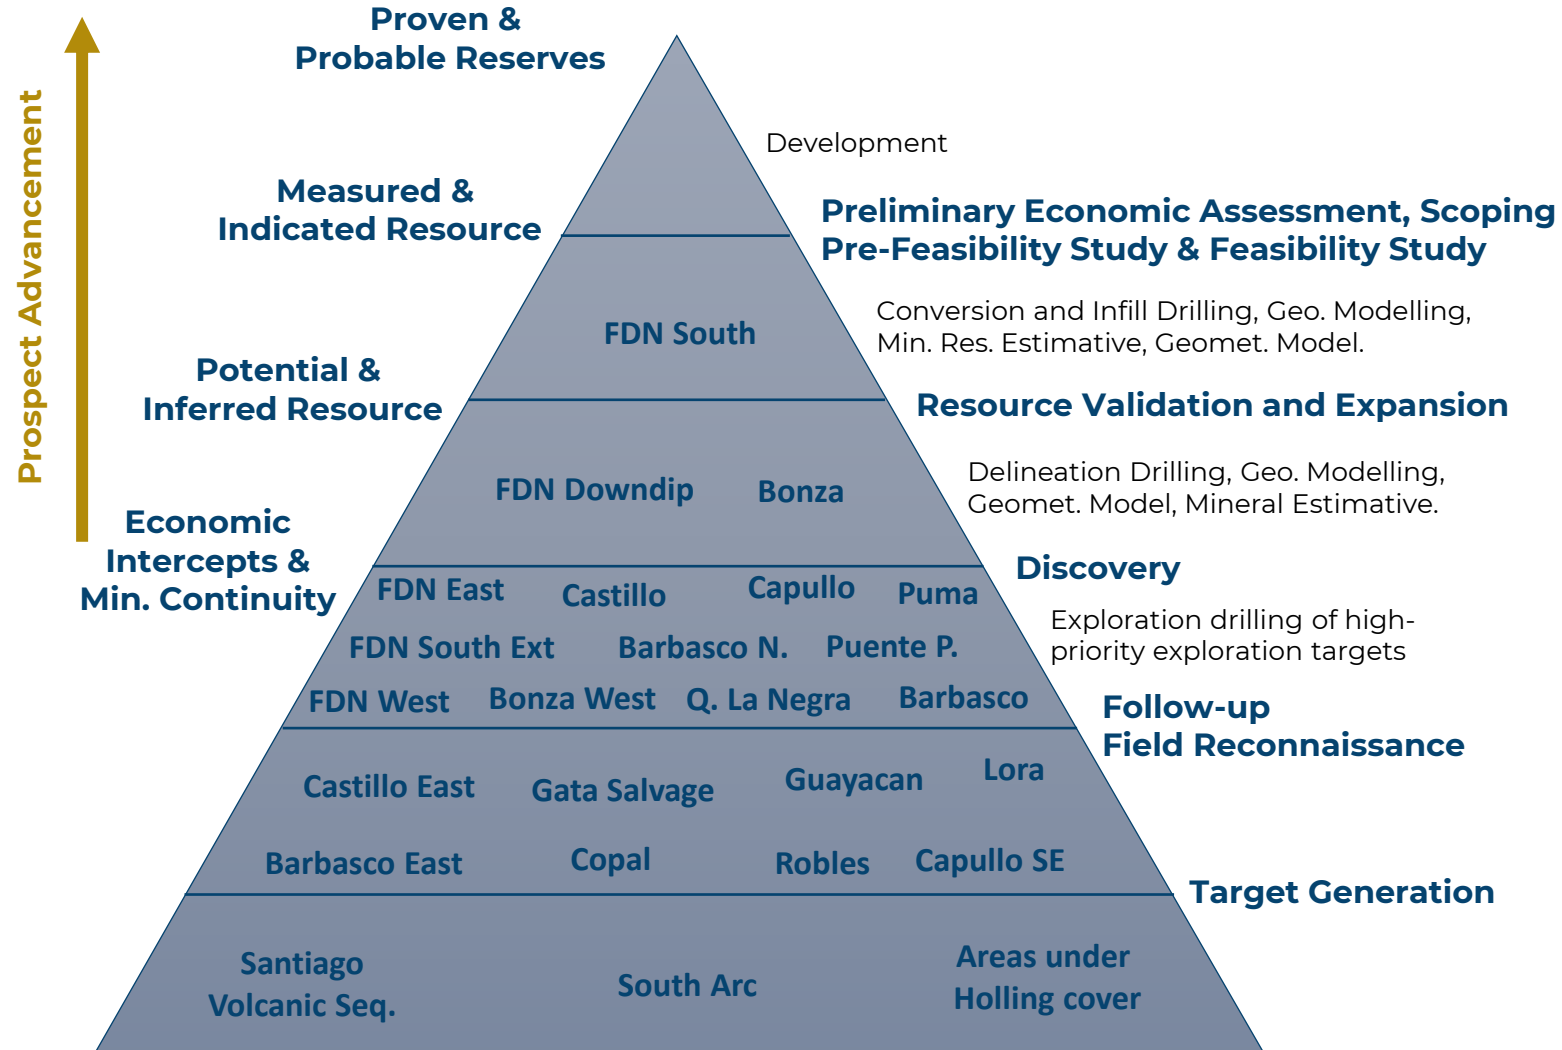 Proven &
Probable Reserves
Prospect Advancement
Development
Measured &
Indicated Resource
Preliminary Economic Assessment, Scoping
Pre-Feasibility Study & Feasibility Study
FDN South
Conversion and Infill Drilling, Geo. Modelling,
Min. Res. Estimative, Geomet. Model.
Potential &
Inferred Resource
Resource Validation and Expansion
FDN Downdip
Bonza
Delineation Drilling, Geo. Modelling,
Geomet. Model, Mineral Estimative.
Economic
Intercepts &
Min. Continuity
Discovery
FDN East
Castillo
Capullo
Puma
FDN South Ext
Barbasco N.
Puente P.
Exploration drilling of high-
priority exploration targets
FDN West
Bonza West
Q. La Negra
Barbasco
Follow-up
Field Reconnaissance
Castillo East
Gata Salvage
Guayacan
Lora
Barbasco East
Copal
Robles
Capullo SE
Target Generation
Santiago
Volcanic Seq.
South Arc
Areas under
Holling cover